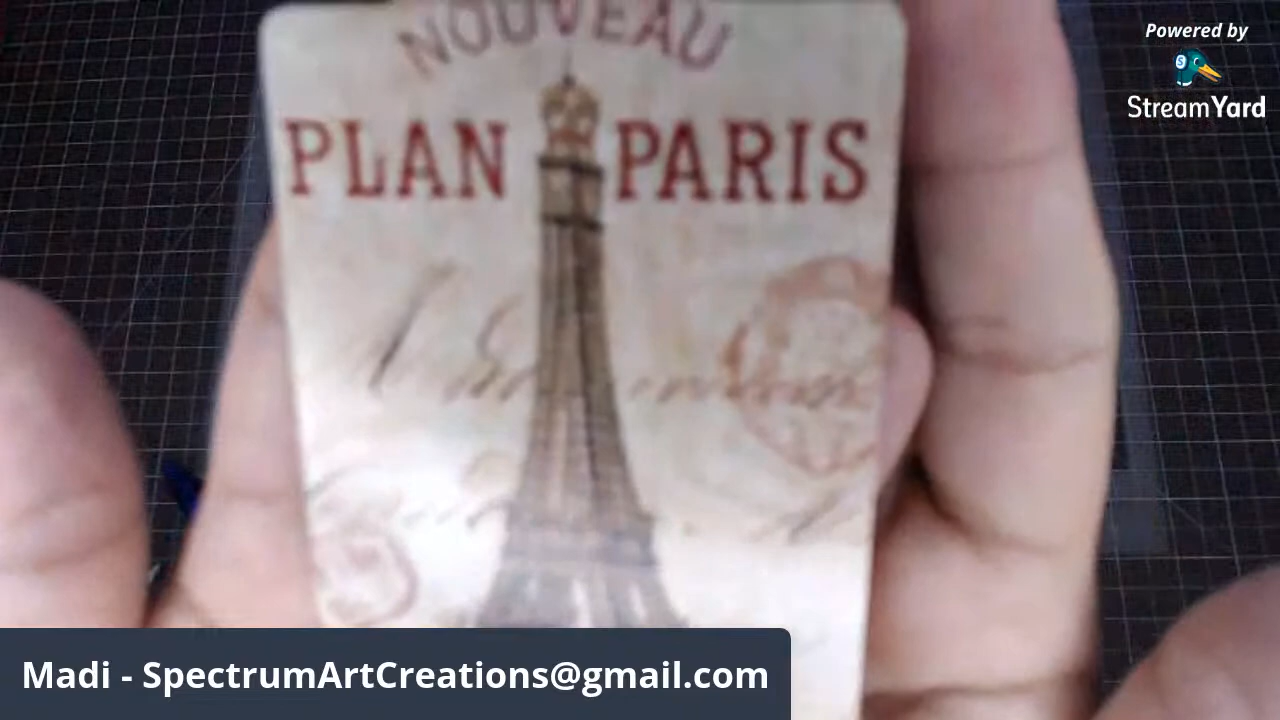 NOUVEAU
PLAN PARIS
Powered by
StreamYard
Madi - SpectrumArtCreations@gmail.com